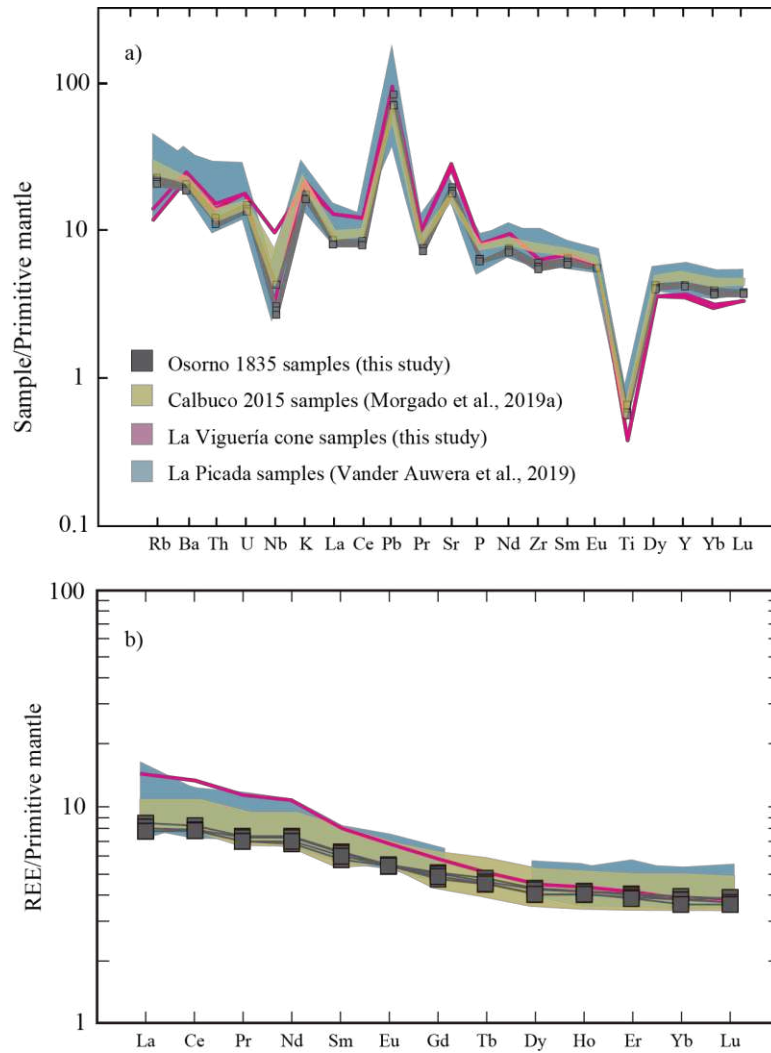 a)
100
10
1
0.1
Sample/Primitive mantle
Osorno 1835 samples (this study)
Calbuco 2015 samples (Morgado et al., 2019a)
La Viguería cone samples (this study)
La Picada samples (Vander Auwera et al., 2019)
Rb Ba Th U Nb K La Ce Pb Pr Sr P Nd Zr Sm Eu Ti Dy Y Yb Lu
b)
100
10
1
REE/Primitive mantle
La Ce Pr Nd Sm Eu Gd Tb Dy Ho Er Yb Lu